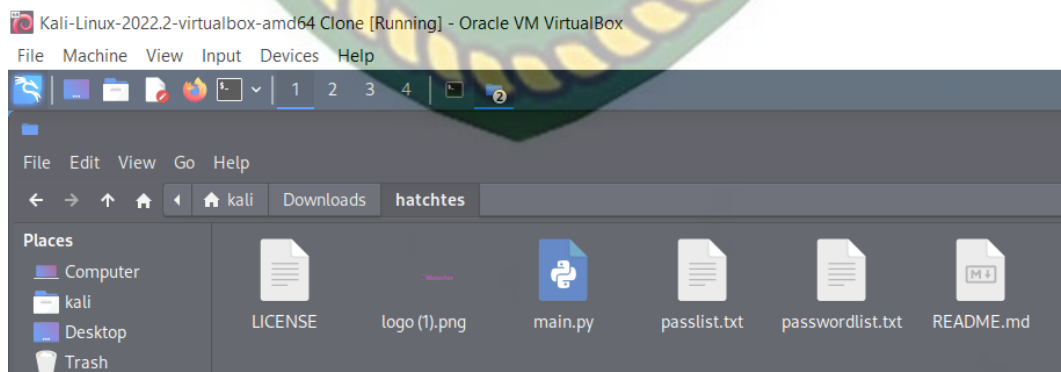 Kali-Linux-2022.2-virtualbox-amd64 Clone [Running] - Oracle VM VirtualBox
File Machine View Input Devices Help
1 2 3 4 2
File Edit View Go Help
kali Downloads hatchtes
Places
Computer
kali
Desktop
Trash
LICENSE logo (1).png main.py passlist.txt passwordlist.txt README.md